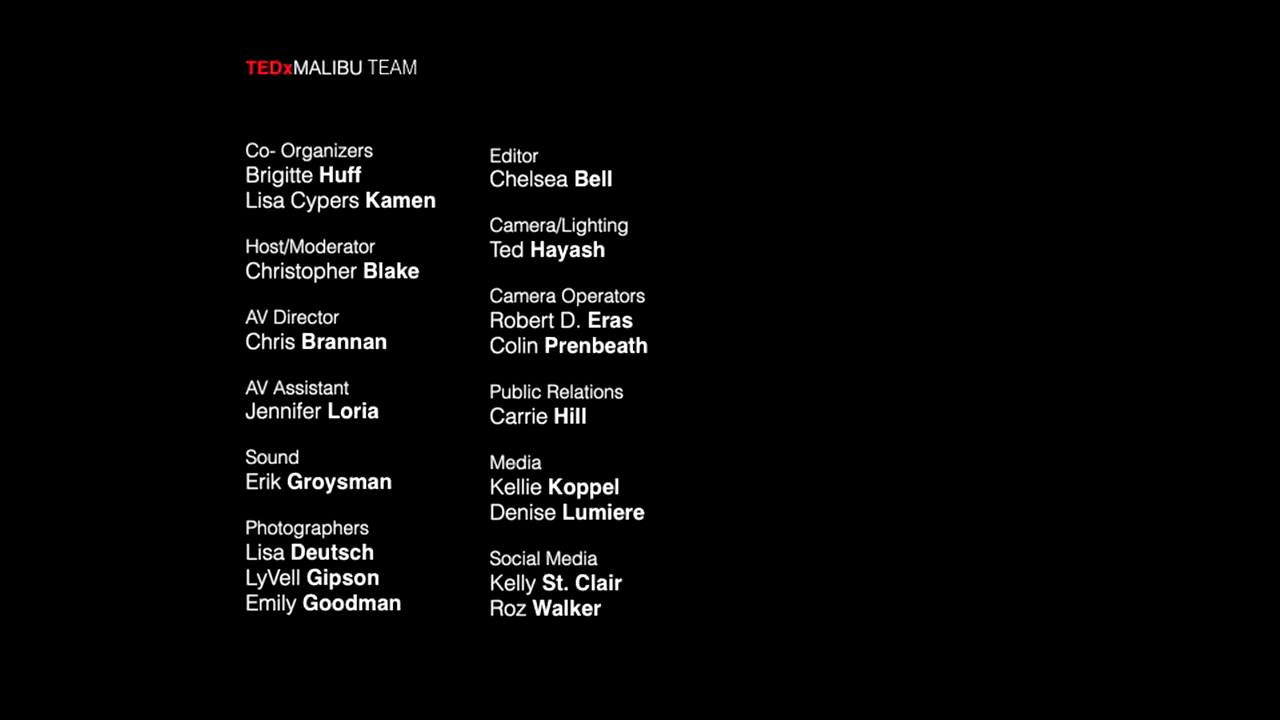 TEDxMALIBU TEAM
Co- Organizers
Brigitte Huff
Lisa Cypers Kamen
Host/Moderator
Christopher Blake
AV Director
Chris Brannan
AV Assistant
Jennifer Loria
Sound
Erik Groysman
Photographers
Lisa Deutsch
LyVell Gipson
Emily Goodman
Editor
Chelsea Bell
Camera/Lighting
Ted Hayash
Camera Operators
Robert D. Eras
Colin Prenbeath
Public Relations
Carrie Hill
Media
Kellie Koppel
Denise Lumiere
Social Media
Kelly St. Clair
Roz Walker